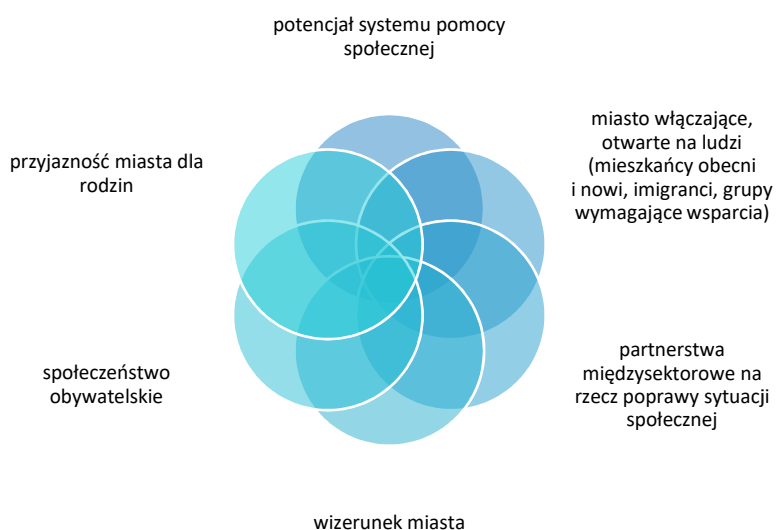 potencjał systemu pomocy
społecznej
miasto włączające,
otwarte na ludzi
(mieszkańcy obecni
i nowi, imigranci, grupy
wymagające wsparcia)
przyjazność miasta dla
rodzin
partnerstwa
międzysektorowe na
rzecz poprawy sytuacji
społecznej
społeczeństwo
obywatelskie
wizerunek miasta